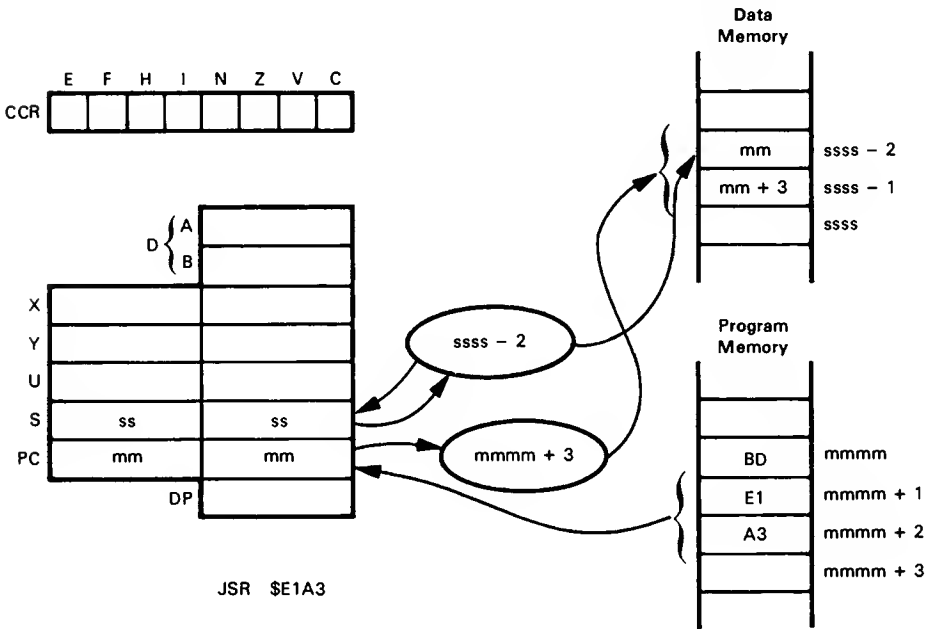 Data
Memory
E F H I N Z V C
CCR
mm ssss – 2
mm + 3 ssss – 1
ssss
D { A
B
X
Y
U
S ss ss
PC mm mm
DP
ssss – 2
mmmm + 3
Program
Memory
BD mmmm
E1 mmmm + 1
A3 mmmm + 2
mmmm + 3
JSR $E1A3